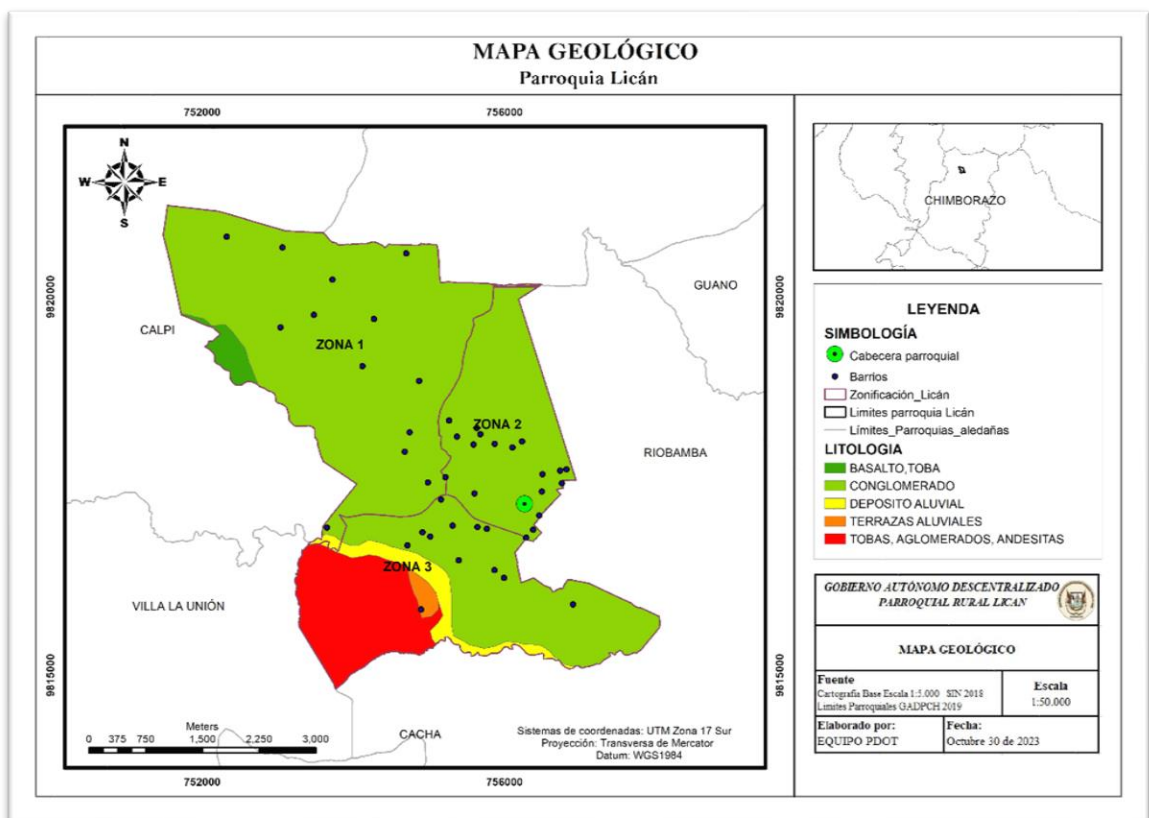 MAPA GEOLÓGICO
Parroquia Licán
752000
756000
N
W
E
S
9820000
9820000
GUANO
CALPI
ZONA 1
ZONA 2
RIOBAMBA
ZONA 3
VILLA LA UNIÓN
9815000
9815000
CACHA
Meters
0 375 750 1,500 2,250 3,000
Sistemas de coordenadas: UTM Zona 17 Sur
Proyección: Transversa de Mercator
Datum: WGS1984
752000
756000
CHIMBORAZO
LEYENDA
SIMBOLOGÍA
Cabecera parroquial
Barrios
Zonificación_Licán
Limites parroquia Licán
Límites_Parroquias_aledañas
LITOLOGIA
BASALTO,TOBA
CONGLOMERADO
DEPOSITO ALUVIAL
TERRAZAS ALUVIALES
TOBAS, AGLOMERADOS, ANDESITAS
GOBIERNO AUTÓNOMO DESCENTRALIZADO
PARROQUIAL RURAL LICAN
MAPA GEOLÓGICO
Fuente
Cartografía Base Escala 1:5.000 SIN 2018
Limites Parroquiales GADPCH 2019
Escala
1:50.000
Elaborado por:
EQUIPO PDOT
Fecha:
Octubre 30 de 2023